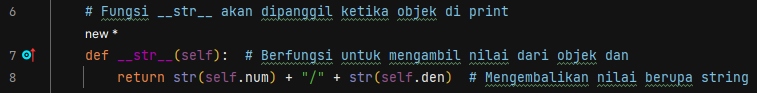 6 # Fungsi __str__ akan dipanggil ketika objek di print
new *
7 def __str__(self):  # Berfungsi untuk mengambil nilai dari objek dan
8 return str(self.num) + "/" + str(self.den)  # Mengembalikan nilai berupa string